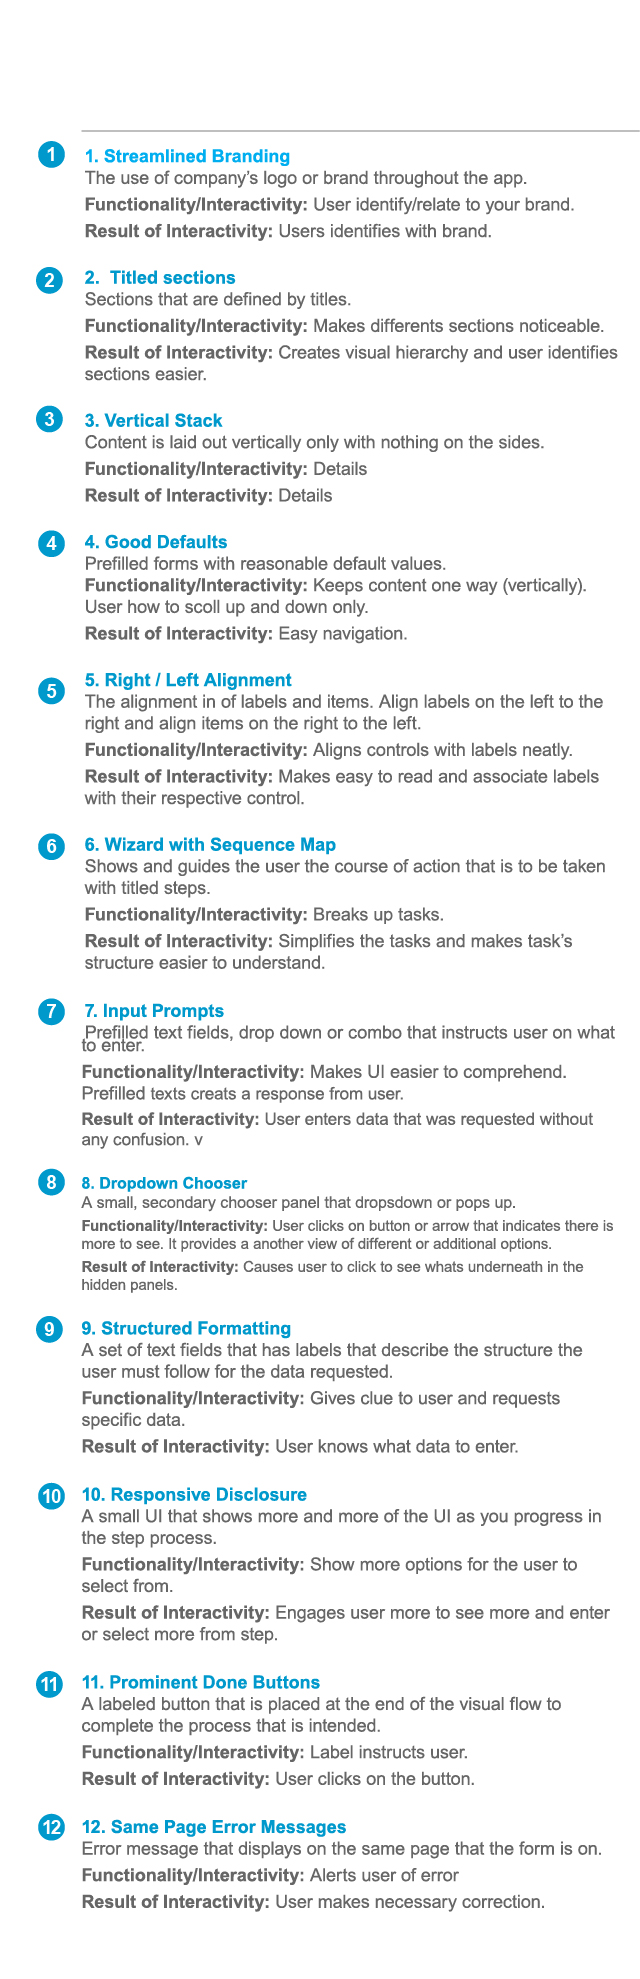 1
1. Streamlined Branding
The use of company's logo or brand throughout the app.
Functionality/Interactivity: User identify/relate to your brand.
Result of Interactivity: Users identifies with brand.
2
2. Titled sections
Sections that are defined by titles.
Functionality/Interactivity: Makes differents sections noticeable.
Result of Interactivity: Creates visual hierarchy and user identifies
sections easier.
3
3. Vertical Stack
Content is laid out vertically only with nothing on the sides.
Functionality/Interactivity: Details
Result of Interactivity: Details
4
4. Good Defaults
Prefilled forms with reasonable default values.
Functionality/Interactivity: Keeps content one way (vertically).
User how to scoll up and down only.
Result of Interactivity: Easy navigation.
5
5. Right / Left Alignment
The alignment in of labels and items. Align labels on the left to the
right and align items on the right to the left.
Functionality/Interactivity: Aligns controls with labels neatly.
Result of Interactivity: Makes easy to read and associate labels
with their respective control.
6
6. Wizard with Sequence Map
Shows and guides the user the course of action that is to be taken
with titled steps.
Functionality/Interactivity: Breaks up tasks.
Result of Interactivity: Simplifies the tasks and makes task's
structure easier to understand.
7
7. Input Prompts
Prefilled text fields, drop down or combo that instructs user on what
to enter.
Functionality/Interactivity: Makes UI easier to comprehend.
Prefilled texts creats a response from user.
Result of Interactivity: User enters data that was requested without
any confusion. v
8
8. Dropdown Chooser
A small, secondary chooser panel that dropsdown or pops up.
Functionality/Interactivity: User clicks on button or arrow that indicates there is
more to see. It provides a another view of different or additional options.
Result of Interactivity: Causes user to click to see whats underneath in the
hidden panels.
9
9. Structured Formatting
A set of text fields that has labels that describe the structure the
user must follow for the data requested.
Functionality/Interactivity: Gives clue to user and requests
specific data.
Result of Interactivity: User knows what data to enter.
10
10. Responsive Disclosure
A small UI that shows more and more of the UI as you progress in
the step process.
Functionality/Interactivity: Show more options for the user to
select from.
Result of Interactivity: Engages user more to see more and enter
or select more from step.
11
11. Prominent Done Buttons
A labeled button that is placed at the end of the visual flow to
complete the process that is intended.
Functionality/Interactivity: Label instructs user.
Result of Interactivity: User clicks on the button.
12
12. Same Page Error Messages
Error message that displays on the same page that the form is on.
Functionality/Interactivity: Alerts user of error
Result of Interactivity: User makes necessary correction.